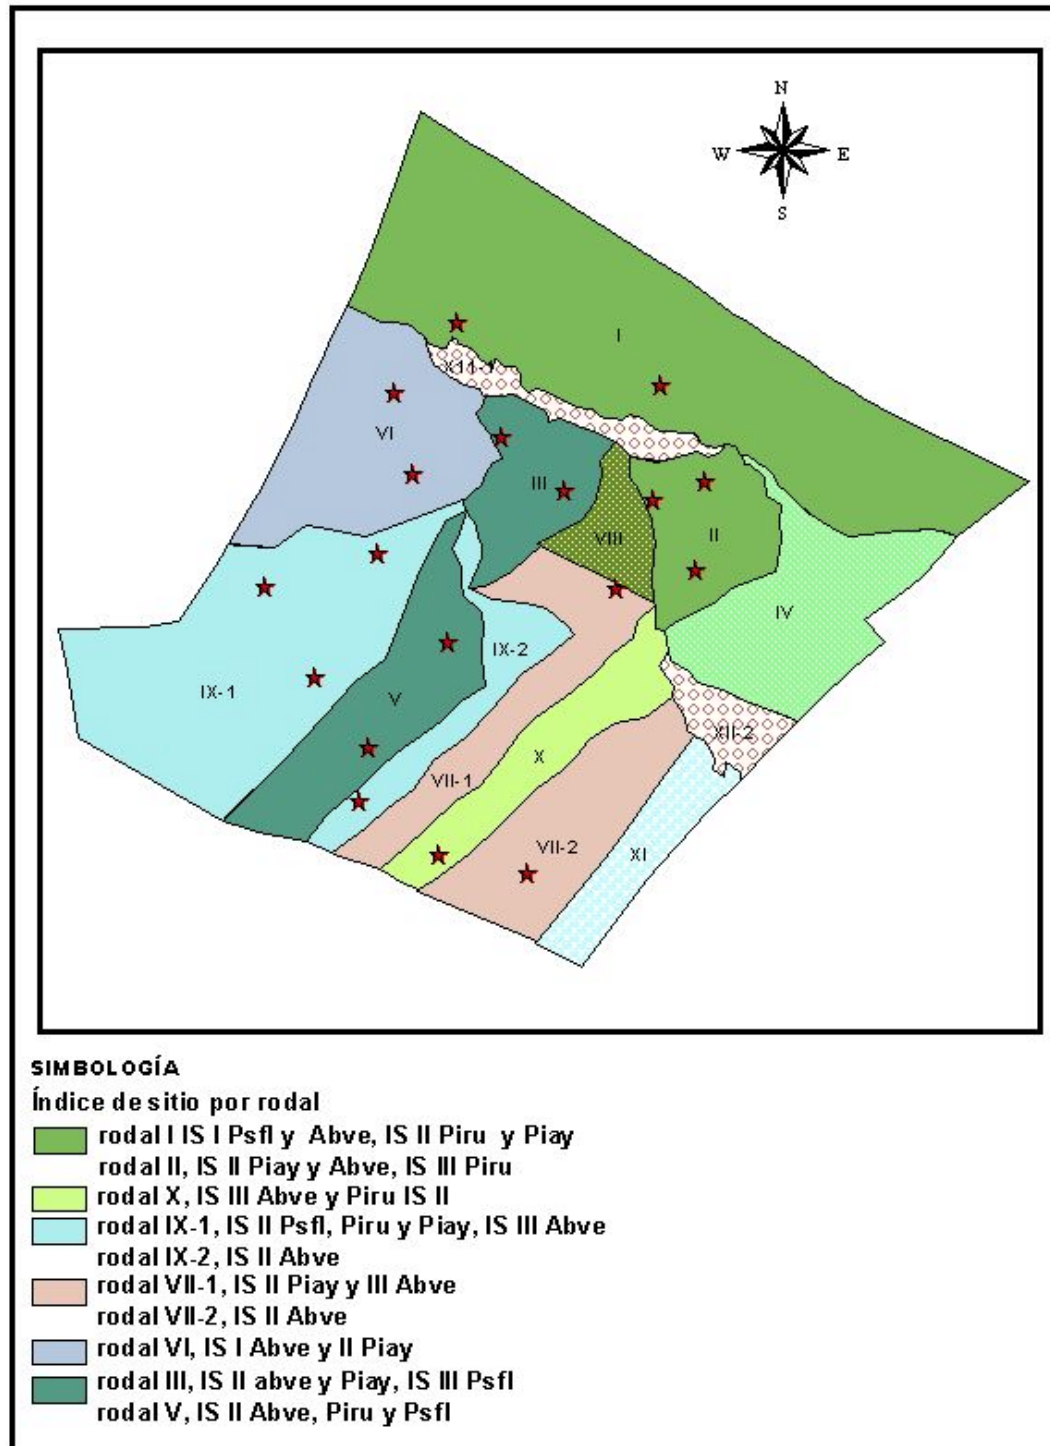 N
W E
S
I
X11-1
VI
III
II
VIII
IV
IX-2
IX-1
V
XII-2
VII-1
X
VII-2
XI
SIMBOLOGÍA
Índice de sitio por rodal
rodal I IS I Psfl y Abve, IS II Piru y Piay
rodal II, IS II Piay y Abve, IS III Piru
rodal X, IS III Abve y Piru IS II
rodal IX-1, IS II Psfl, Piru y Piay, IS III Abve
rodal IX-2, IS II Abve
rodal VII-1, IS II Piay y III Abve
rodal VII-2, IS II Abve
rodal VI, IS I Abve y II Piay
rodal III, IS II abve y Piay, IS III Psfl
rodal V, IS II Abve, Piru y Psfl